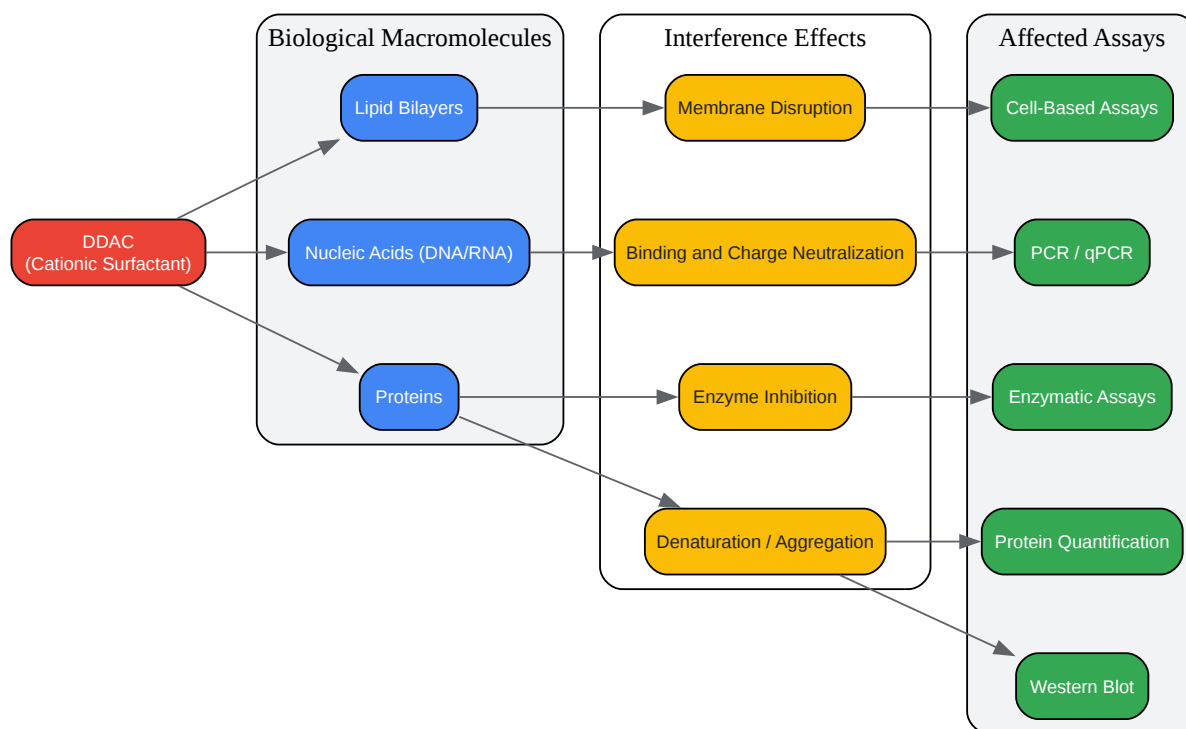 Biological Macromolecules
Interference Effects
Affected Assays
Lipid Bilayers
Membrane Disruption
Cell-Based Assays
DDAC
(Cationic Surfactant)
Nucleic Acids (DNA/RNA)
Binding and Charge Neutralization
PCR / qPCR
Proteins
Enzyme Inhibition
Enzymatic Assays
Denaturation / Aggregation
Protein Quantification
Western Blot